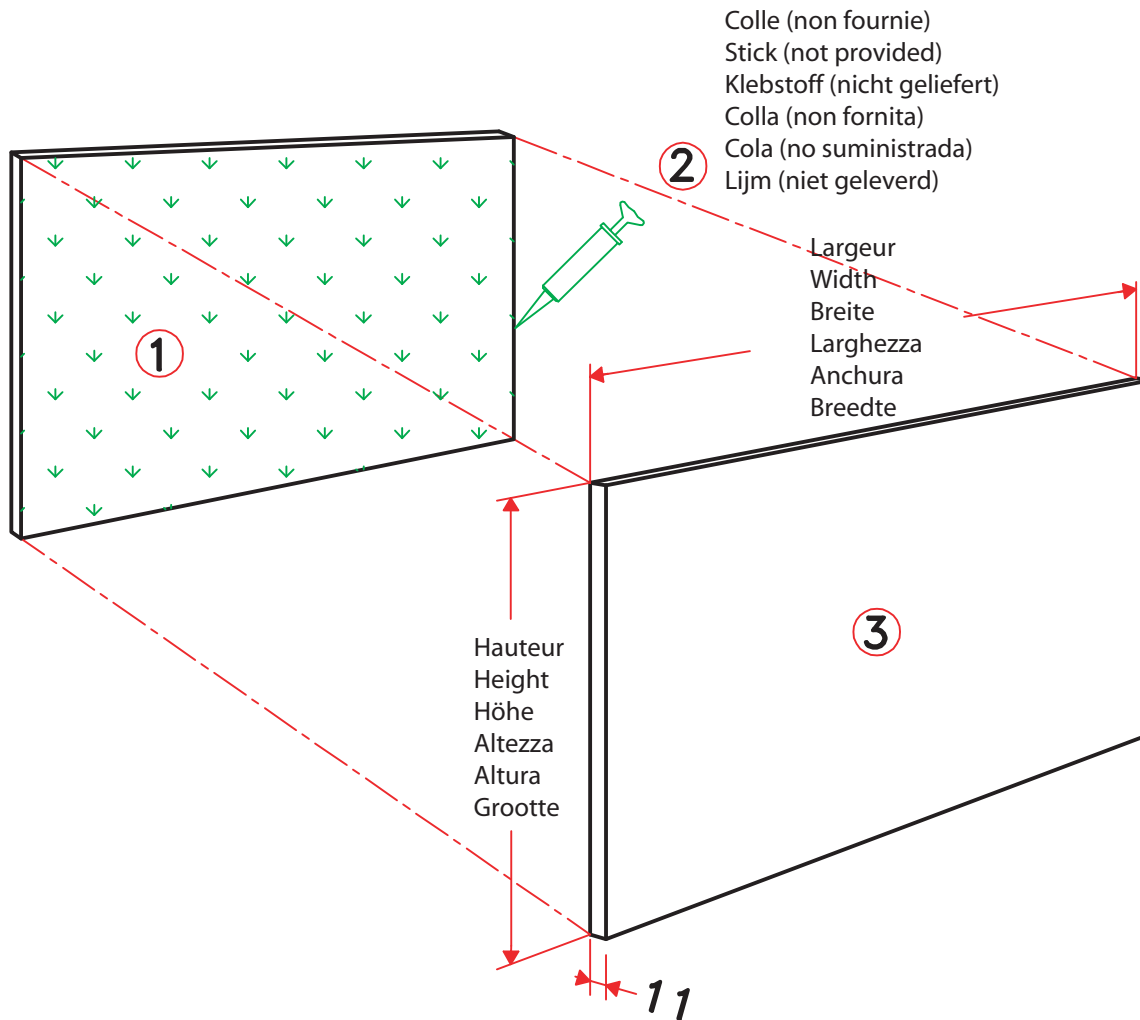 Colle (non fournie)
Stick (not provided)
Klebstoff (nicht geliefert)
Colla (non fornita)
Cola (no suministrada)
Lijm (niet geleverd)
2
Largeur
Width
Breite
Larghezza
Anchura
Breedte
1
3
Hauteur
Height
Höhe
Altezza
Altura
Grootte
11